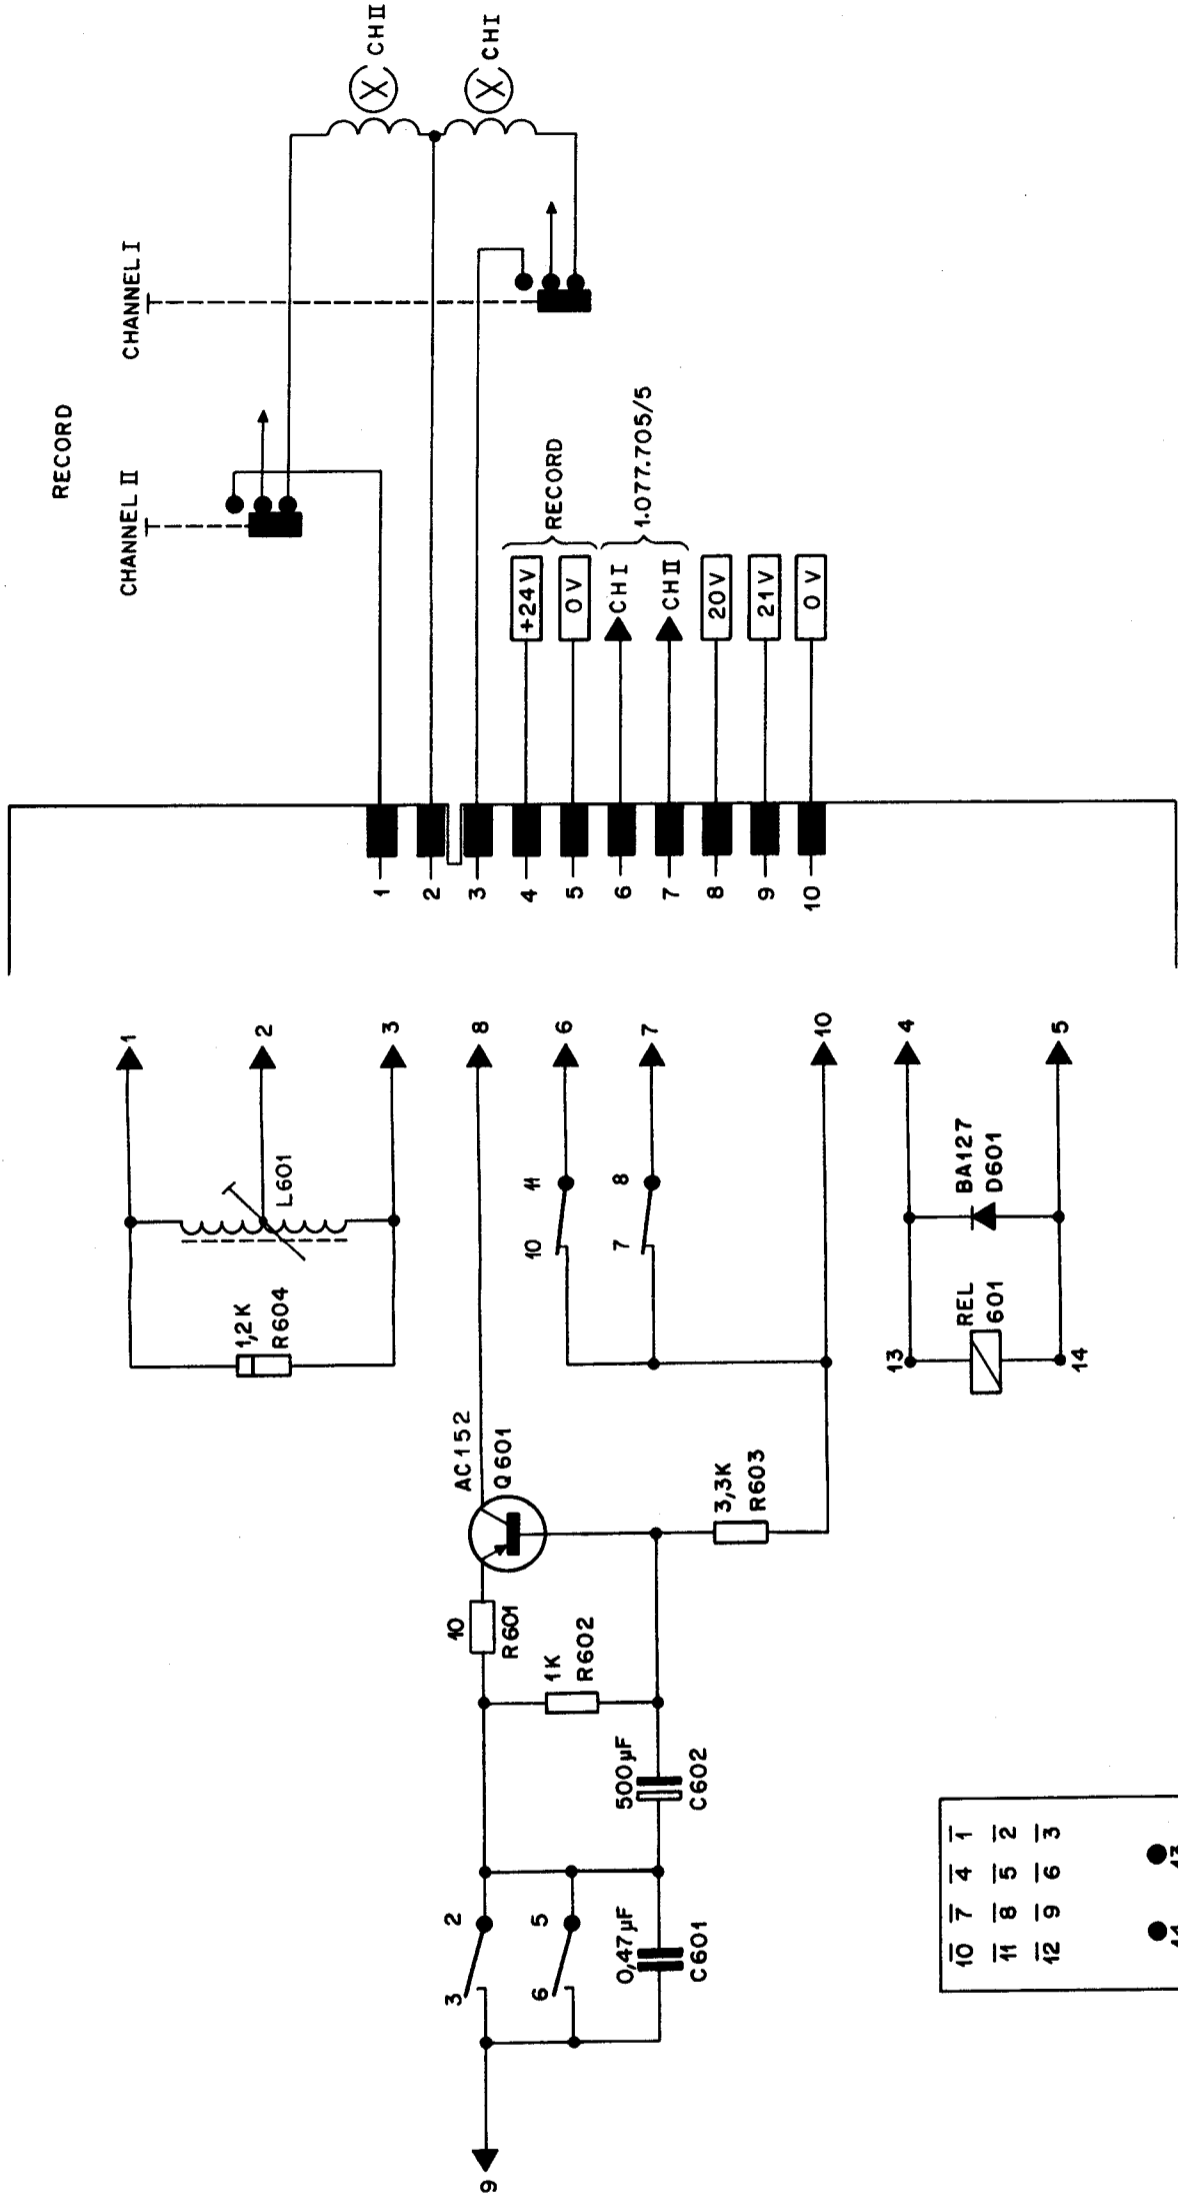 RECORD
CHANNEL II
CHANNEL I
CH II
CH I
X
X
1
2
3
4
5
6
7
8
9
10
+24V
0 V
CH I
CH II
20V
21V
0 V
RECORD
1.077.705/5
1
2
3
8
6
7
10
4
5
L601
1,2K
R604
AC152
Q601
10
R601
1K
R602
3,3K
R603
10
11
7
8
500µF
C602
0,47µF
C601
3
2
6
5
9
13
14
REL
601
BA127
D601
10 7 4 1
11 8 5 2
12 9 6 3